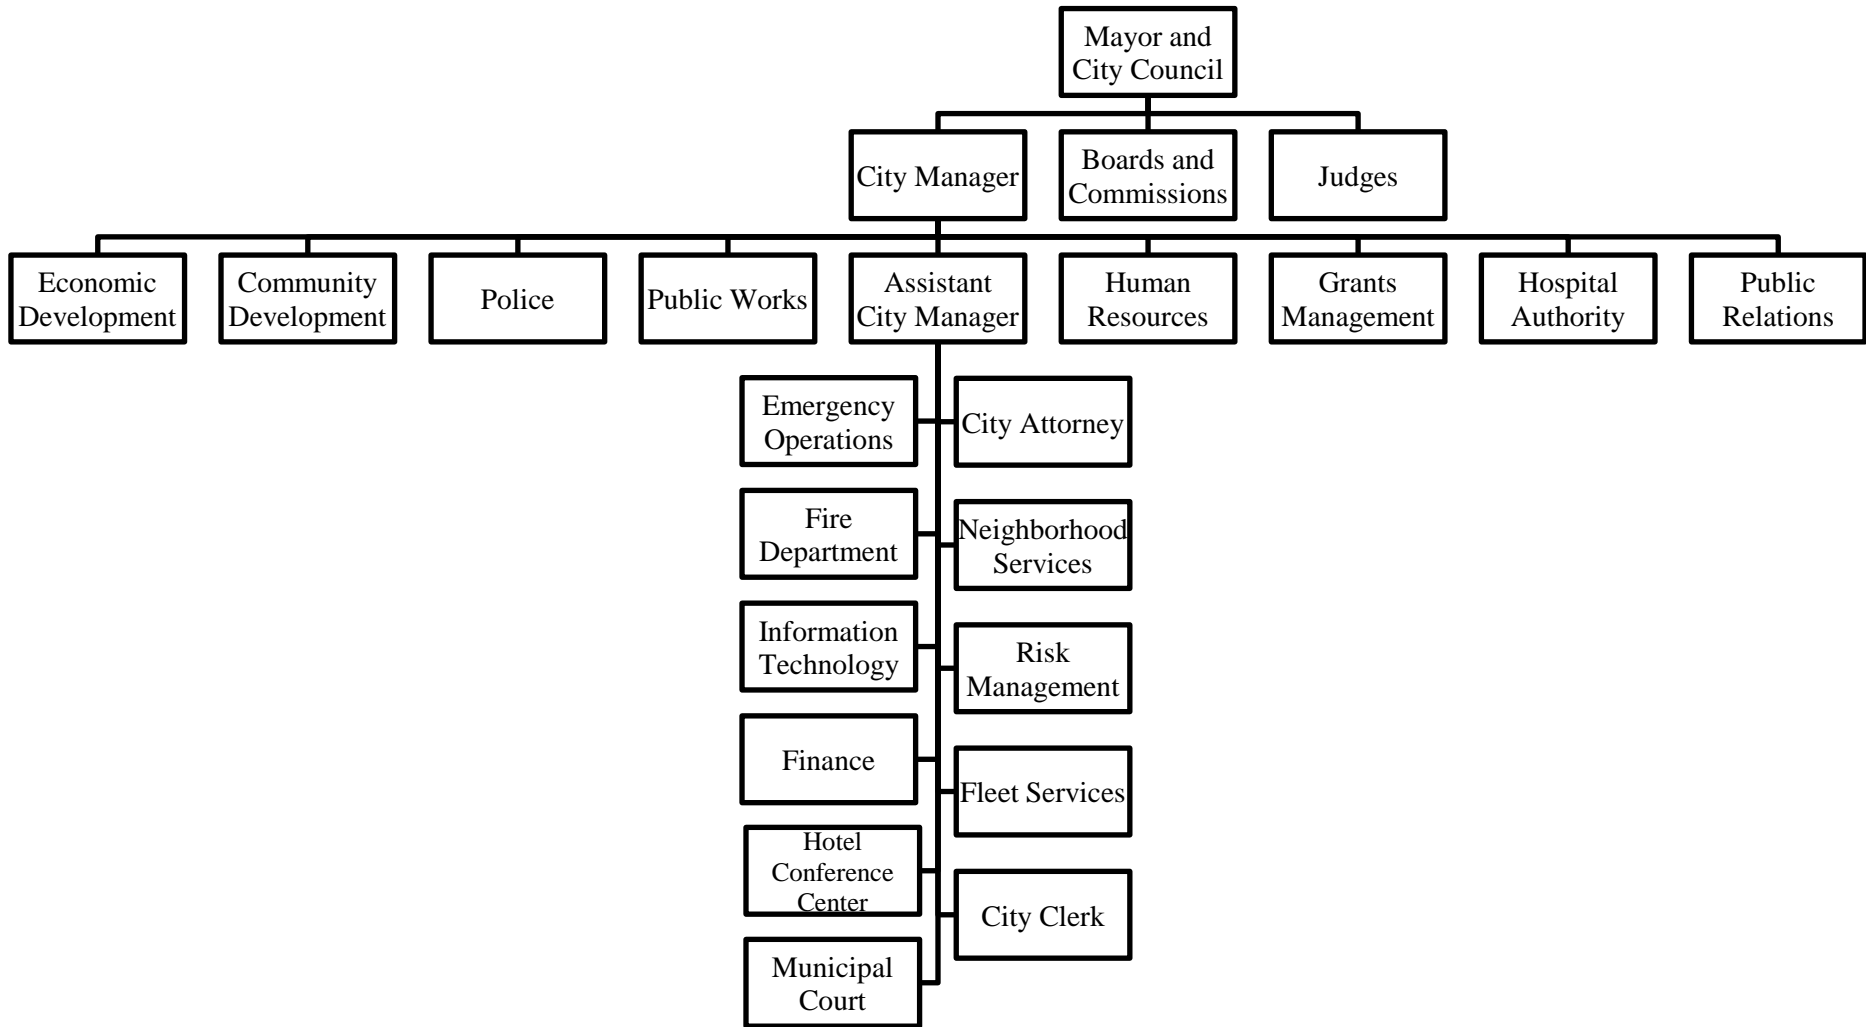 Mayor and
City Council
City Manager
Boards and
Commissions
Judges
Economic
Development
Community
Development
Police
Public Works
Assistant
City Manager
Human
Resources
Grants
Management
Hospital
Authority
Public
Relations
Emergency
Operations
City Attorney
Fire
Department
Neighborhood
Services
Information
Technology
Risk
Management
Finance
Fleet Services
Hotel
Conference
Center
City Clerk
Municipal
Court